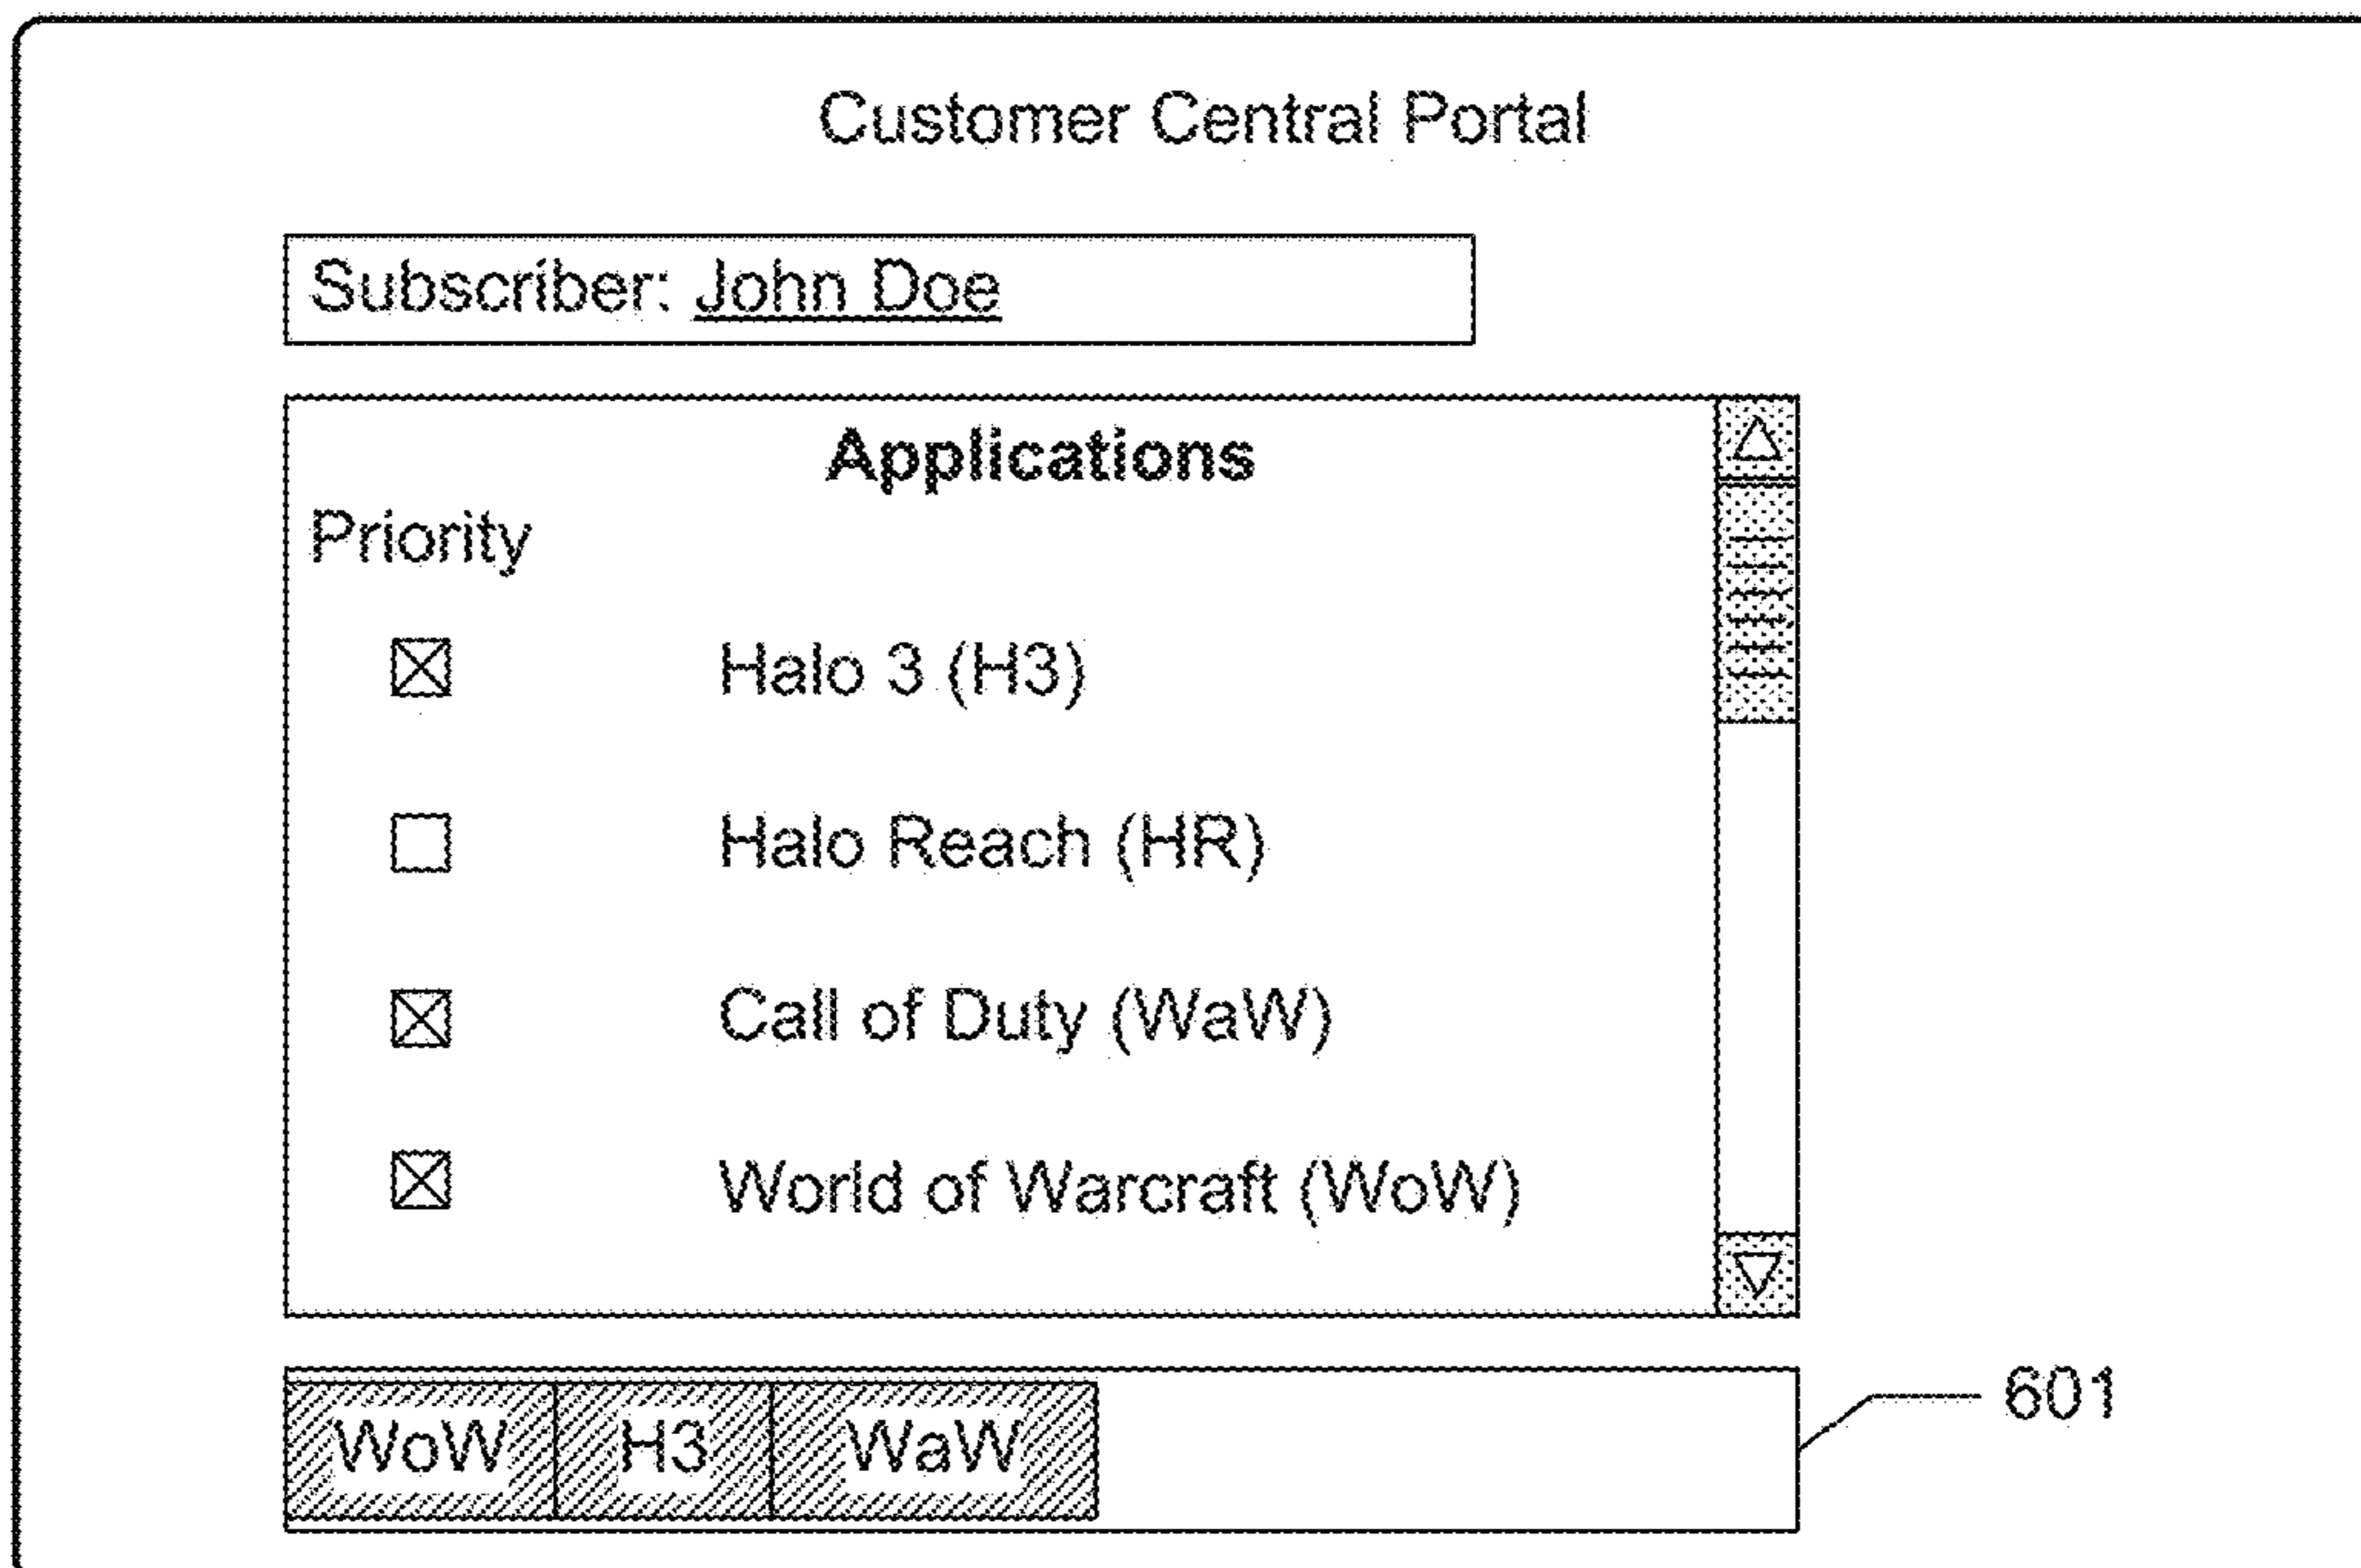 Customer Central Portal
Subscriber: John Doe
Applications
Priority
Halo 3 (H3)
Halo Reach (HR)
Call of Duty (WaW)
World of Warcraft (WoW)
WoW H3 WaW
601